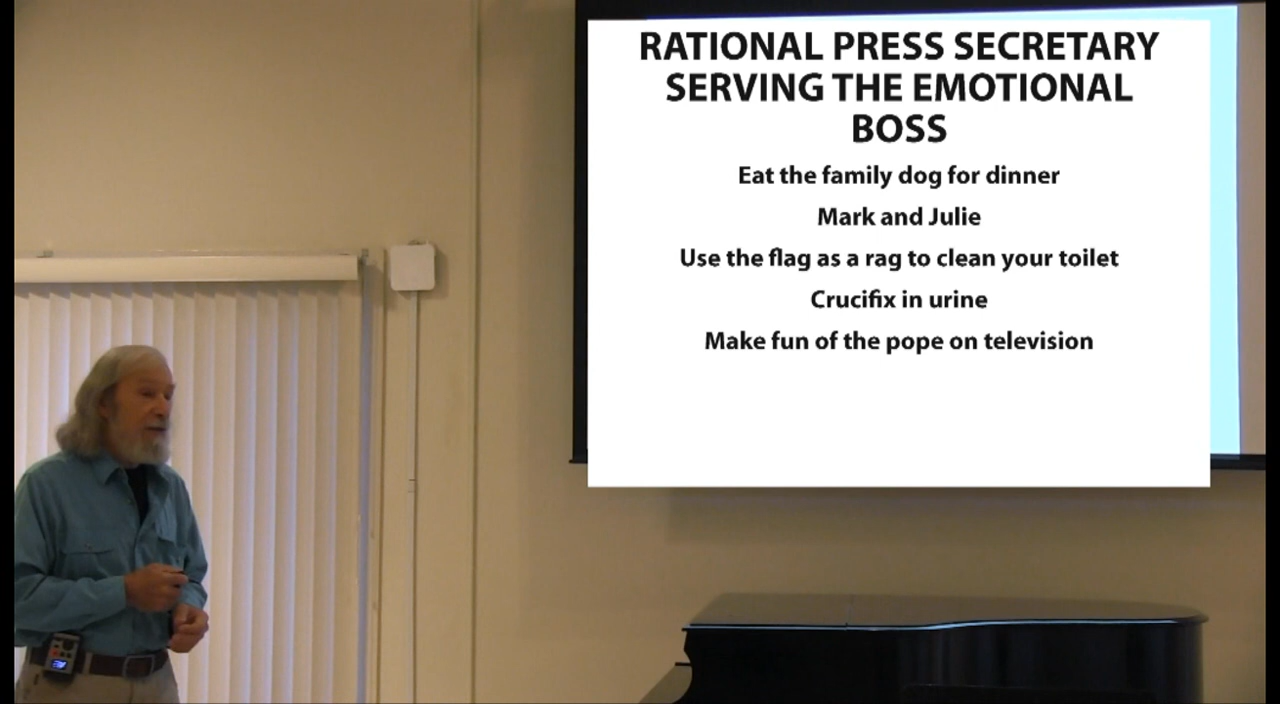 RATIONAL PRESS SECRETARY
SERVING THE EMOTIONAL
BOSS
Eat the family dog for dinner
Mark and Julie
Use the flag as a rag to clean your toilet
Crucifix in urine
Make fun of the pope on television